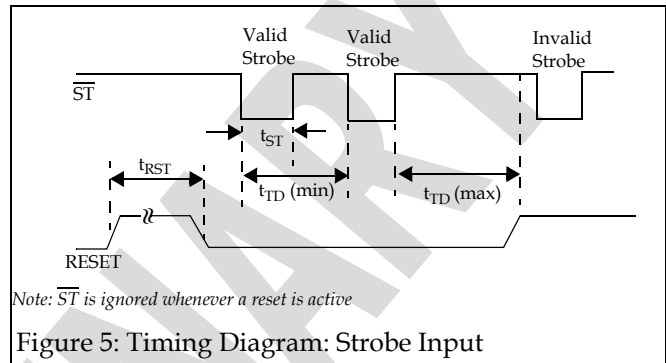 Valid Strobe
Valid Strobe
Invalid Strobe
ST
tST
tRST
tTD (min)
tTD (max)
RESET
Note: ST is ignored whenever a reset is active
Figure 5: Timing Diagram: Strobe Input